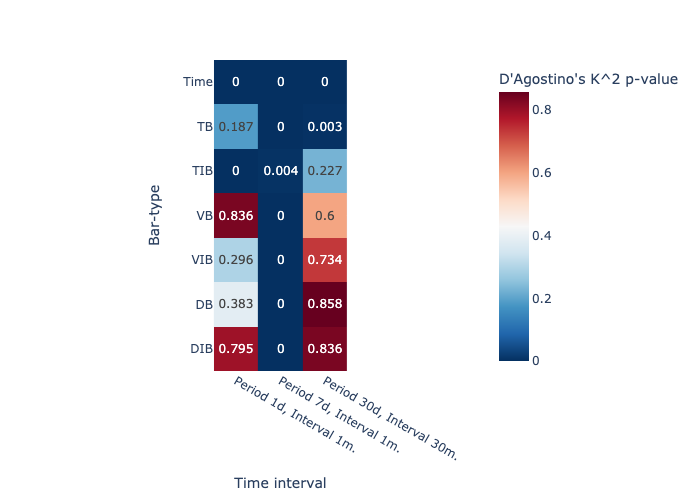 D'Agostino's K^2 p-value
Time 0 0 0
TB 0.187 0 0.003
TIB 0 0.004 0.227
VB 0.836 0 0.6
VIB 0.296 0 0.734
DB 0.383 0 0.858
DIB 0.795 0 0.836
Bar-type
Period 1d, Interval 1m.
Period 7d, Interval 1m.
Period 30d, Interval 30m.
Time interval
0.8
0.6
0.4
0.2
0